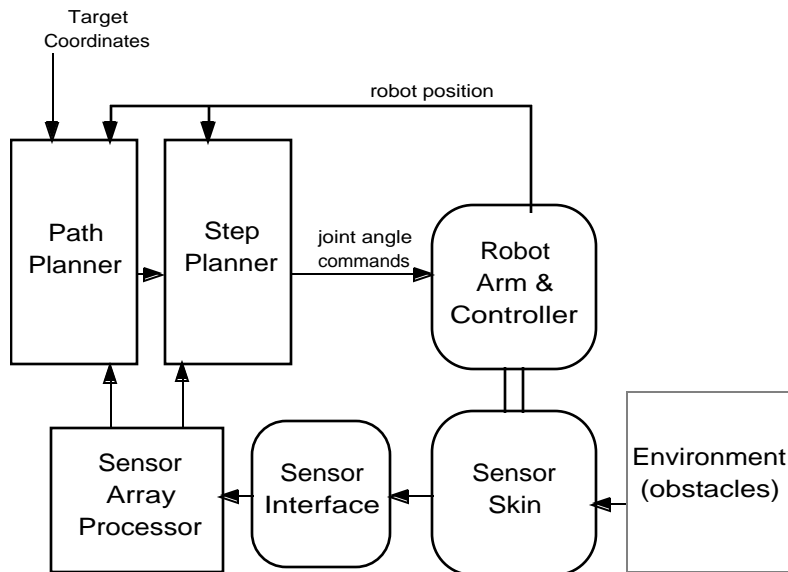 Target
Coordinates
robot position
Path
Planner
Step
Planner
joint angle
commands
Robot
Arm &
Controller
Sensor
Array
Processor
Sensor
Interface
Sensor
Skin
Environment
(obstacles)